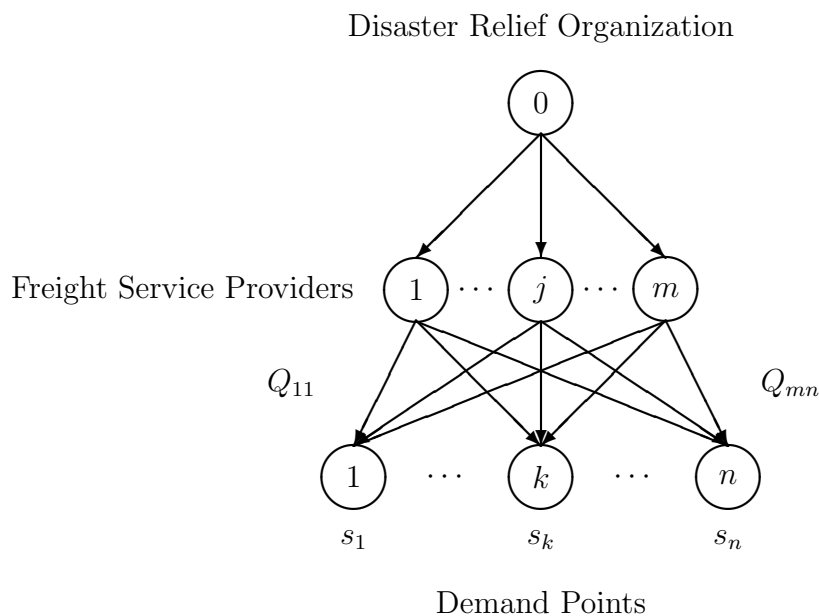 Disaster Relief Organization
0
Freight Service Providers 1 ··· j ··· m
Q₁₁ Qₘₙ
1 ··· k ··· n
s₁ sₖ sₙ
Demand Points